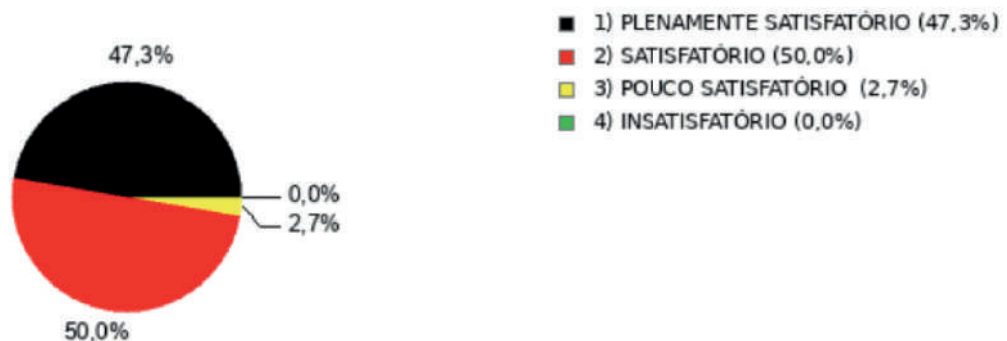 47,3%
0,0%
2,7%
50,0%
1) PLENAMENTE SATISFATÓRIO (47,3%)
2) SATISFATÓRIO (50,0%)
3) POUCO SATISFATÓRIO (2,7%)
4) INSATISFATÓRIO (0,0%)